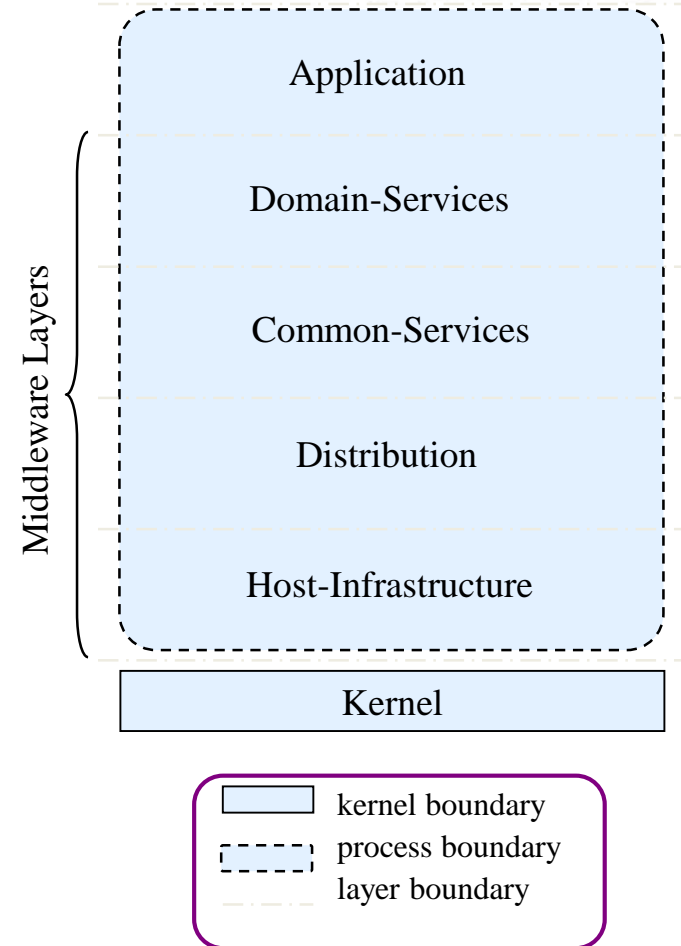 Application
Domain-Services
Common-Services
Distribution
Host-Infrastructure
Middleware Layers
Kernel
kernel boundary
process boundary
layer boundary